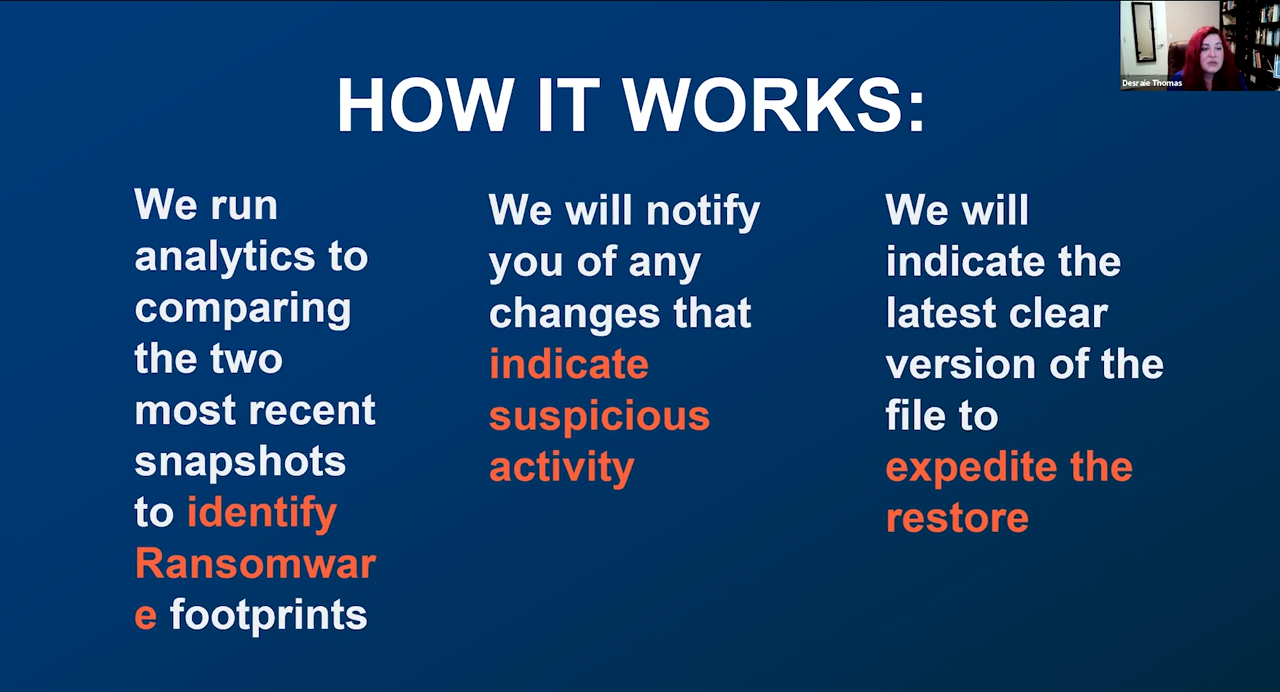 HOW IT WORKS:
We run
analytics to
comparing
the two
most recent
snapshots
to identify
Ransomwar
e footprints
We will notify
you of any
changes that
indicate
suspicious
activity
We will
indicate the
latest clear
version of the
file to
expedite the
restore
Desraie Thomas